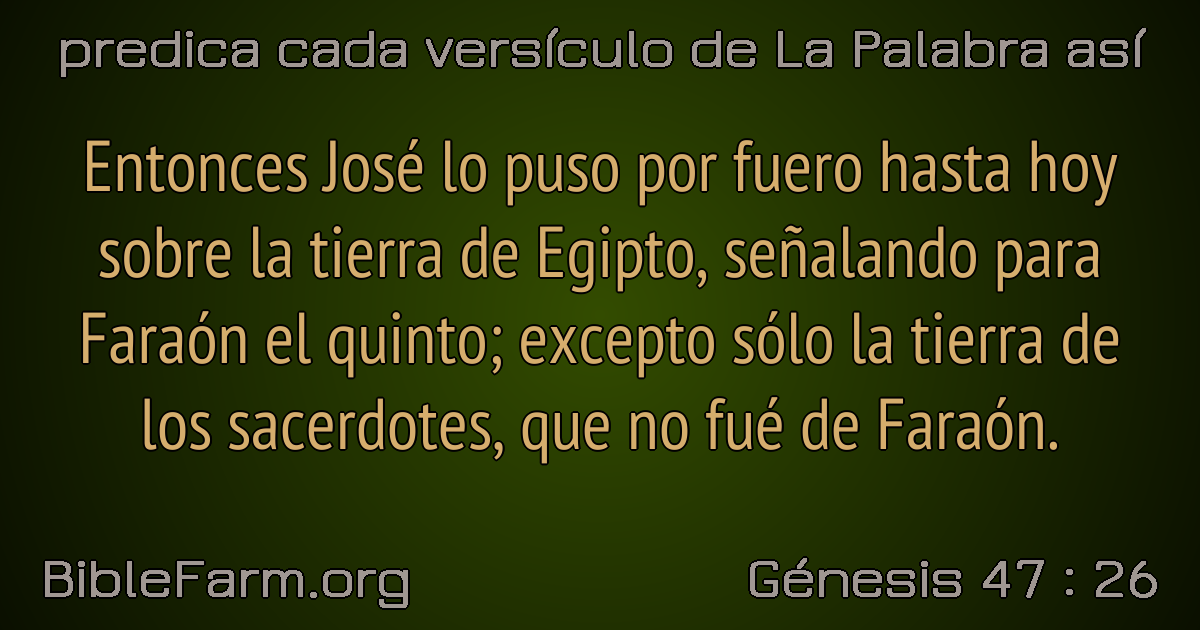 predica cada versículo de La Palabra así
Entonces José lo puso por fuero hasta hoy
sobre la tierra de Egipto, señalando para
Faraón el quinto; excepto sólo la tierra de
los sacerdotes, que no fué de Faraón.
BibleFarm.org
Génesis 47 : 26